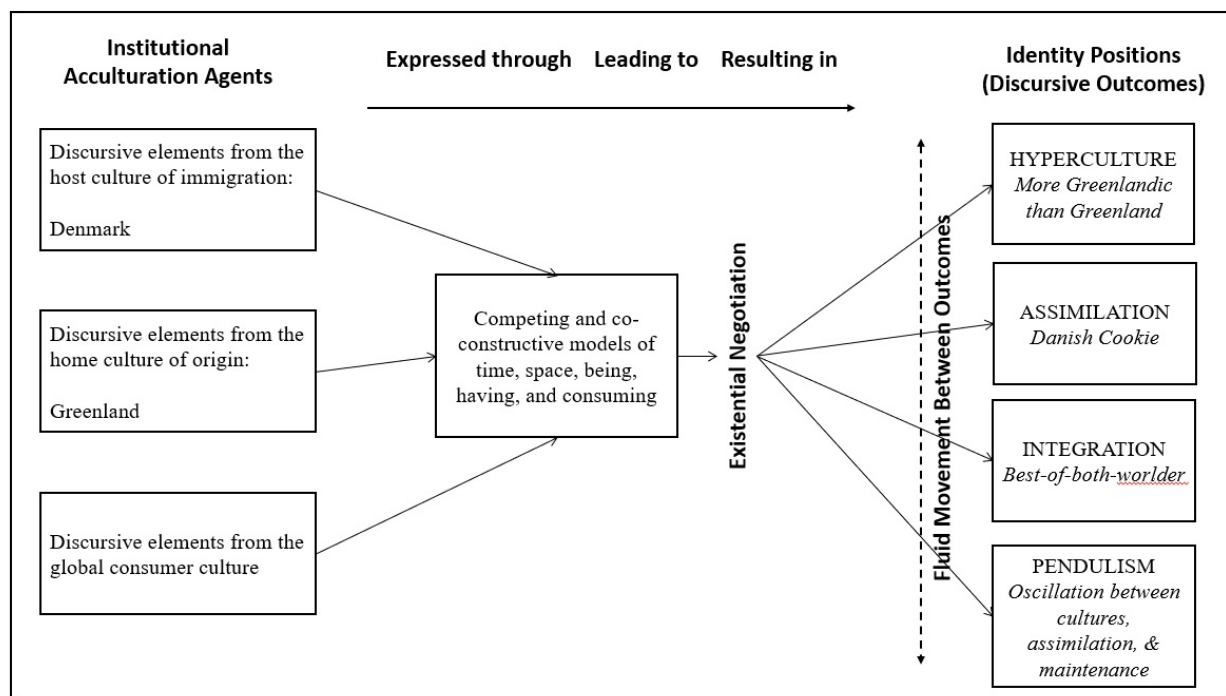 Institutional
Acculturation Agents
Expressed through Leading to Resulting in
Identity Positions
(Discursive Outcomes)
Discursive elements from the
host culture of immigration:
Denmark
Discursive elements from the
home culture of origin:
Greenland
Discursive elements from the
global consumer culture
Competing and co-
constructive models of
time, space, being,
having, and consuming
Existential Negotiation
Fluid Movement Between Outcomes
HYPERCULTURE
More Greenlandic
than Greenland
ASSIMILATION
Danish Cookie
INTEGRATION
Best-of-both-worlder
PENDULISM
Oscillation between
cultures,
assimilation, &
maintenance